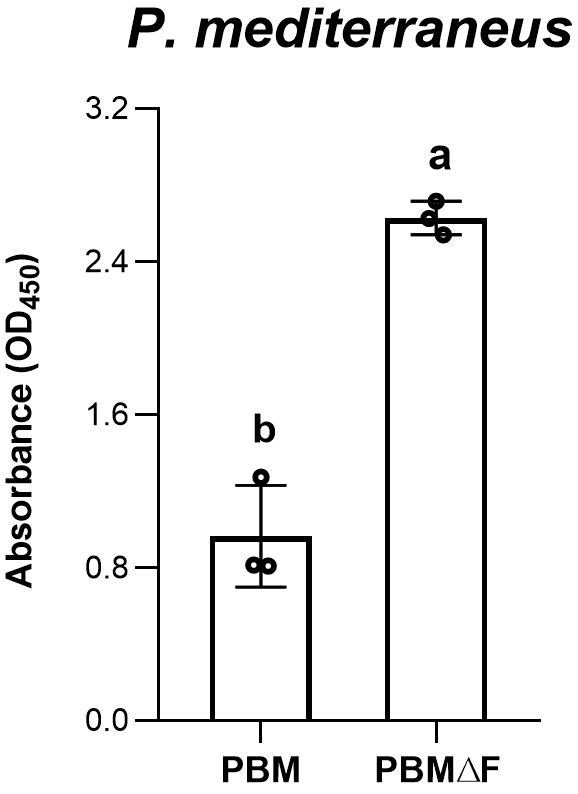 P. mediterraneus
Absorbance (OD450)
3.2
2.4
1.6
0.8
0.0
a
b
PBM
PBMΔF